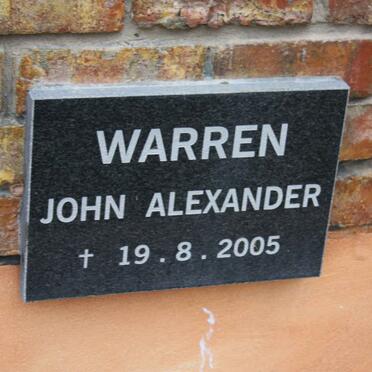 WARREN
JOHN ALEXANDER
† 19.8.2005